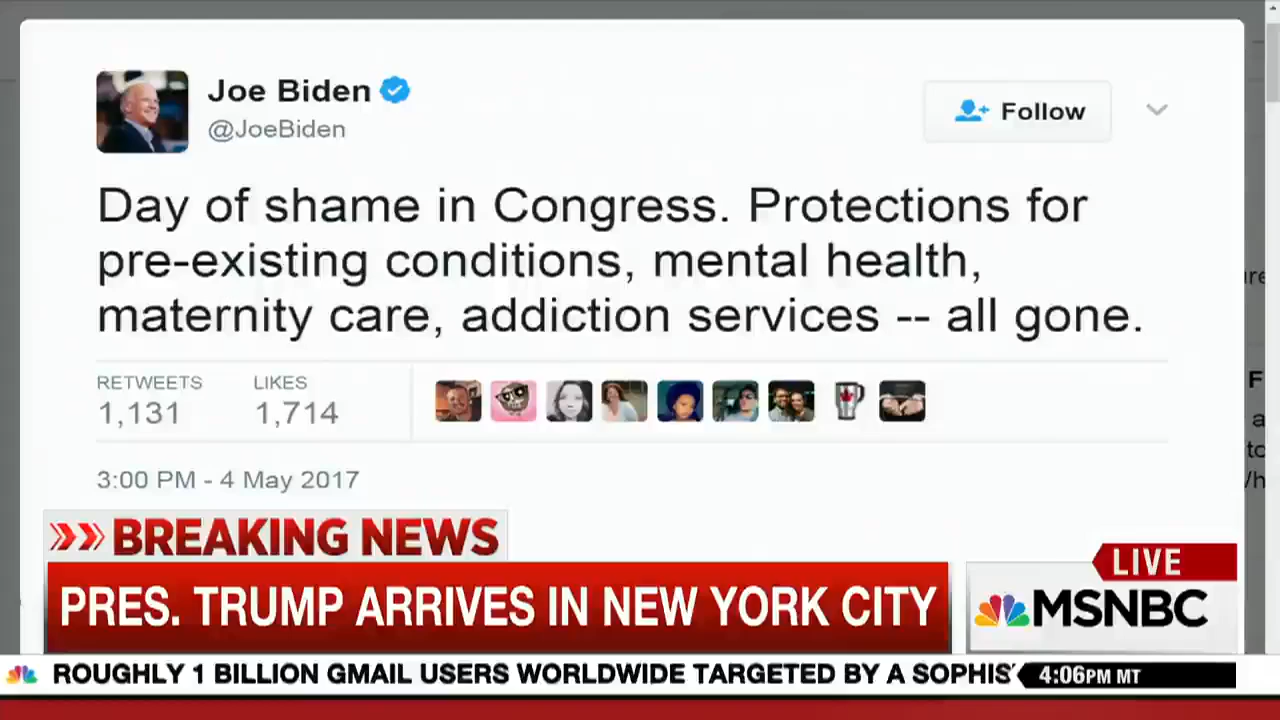 Joe Biden
@JoeBiden
Follow
Day of shame in Congress. Protections for
pre-existing conditions, mental health,
maternity care, addiction services -- all gone.
RETWEETS LIKES
1,131 1,714
3:00 PM - 4 May 2017
BREAKING NEWS
PRES. TRUMP ARRIVES IN NEW YORK CITY
LIVE
MSNBC
ROUGHLY 1 BILLION GMAIL USERS WORLDWIDE TARGETED BY A SOPHIS
4:06PM MT